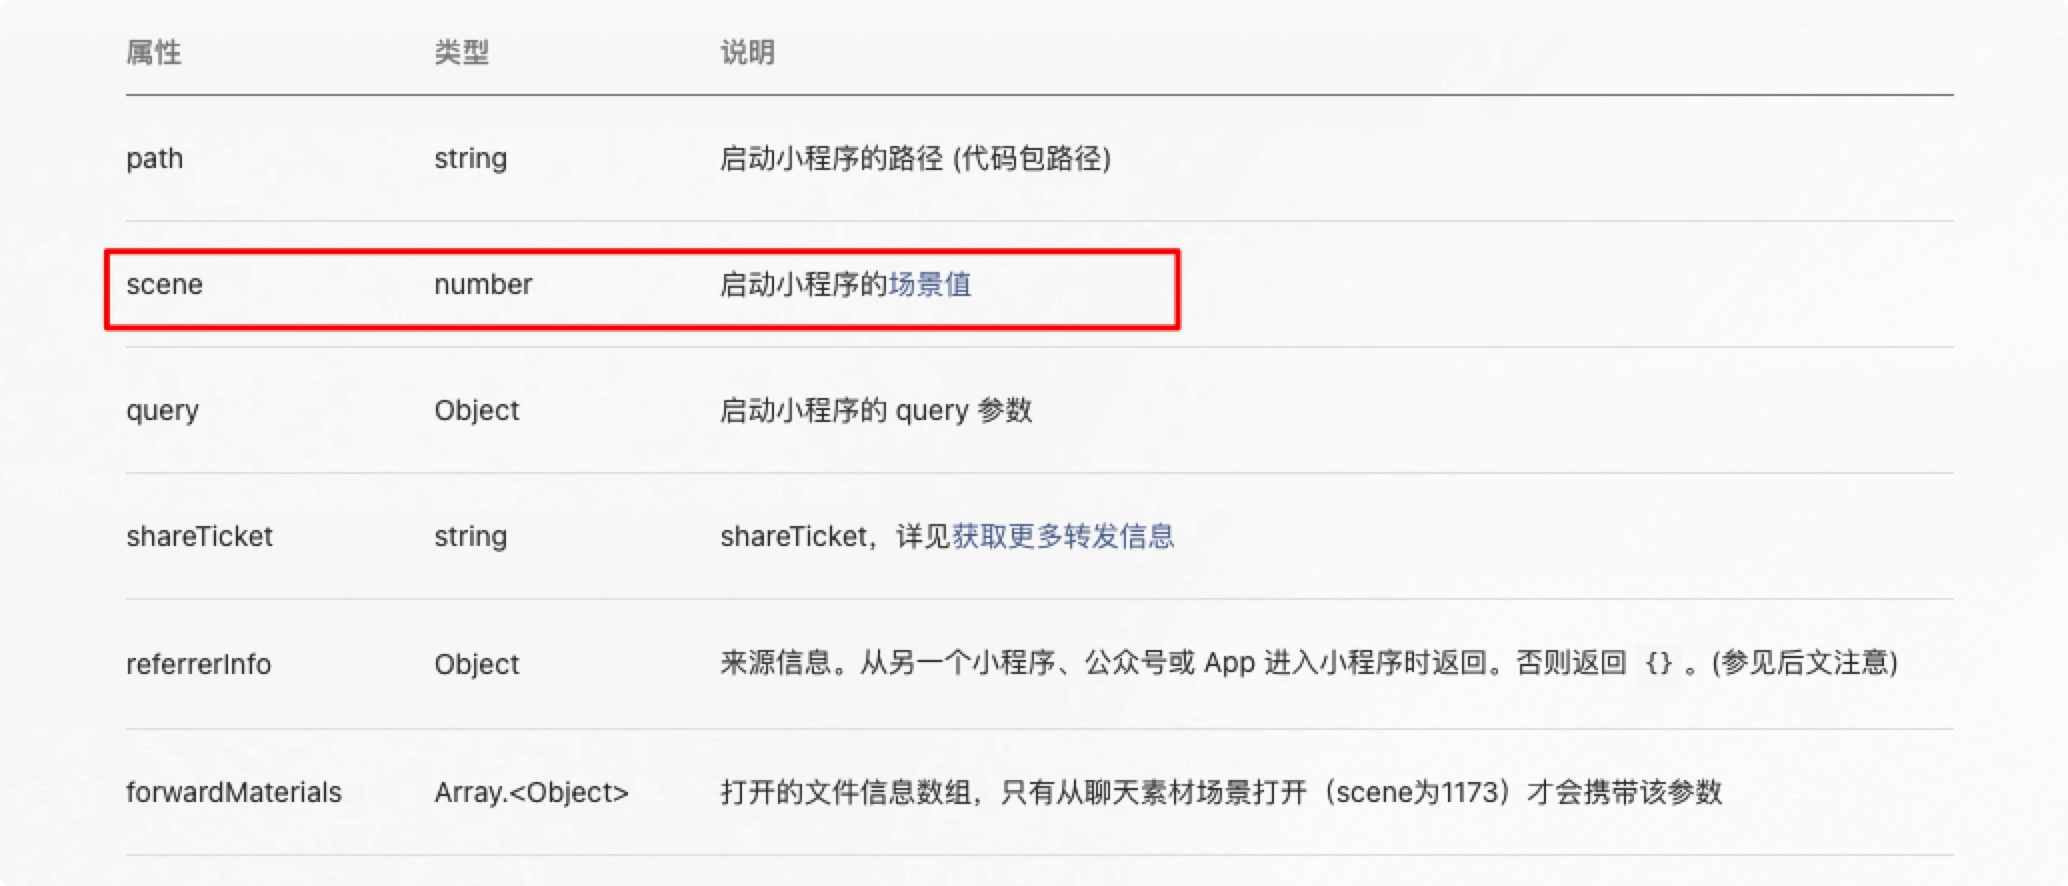 属性 类型 说明
path string 启动小程序的路径 (代码包路径)
scene number 启动小程序的场景值
query Object 启动小程序的 query 参数
shareTicket string shareTicket，详见获取更多转发信息
referrerInfo Object 来源信息。从另一个小程序、公众号或 App 进入小程序时返回。否则返回 {} 。(参见后文注意)
forwardMaterials Array.<Object> 打开的文件信息数组，只有从聊天素材场景打开（scene为1173）才会携带该参数